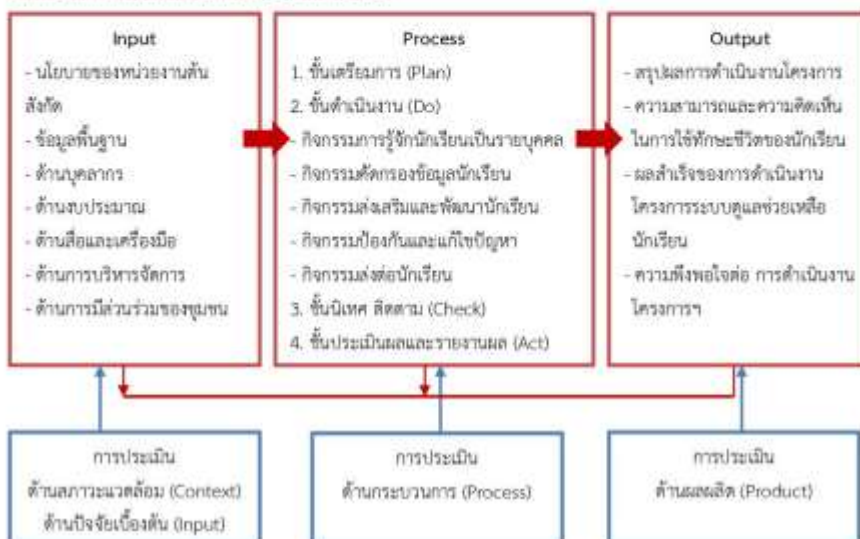 Input
- นโยบายของหน่วยงานต้น
สังกัด
- ข้อมูลพื้นฐาน
- ด้านบุคลากร
- ด้านงบประมาณ
- ด้านสื่อและเครื่องมือ
- ด้านการบริหารจัดการ
- ด้านการมีส่วนร่วมของชุมชน
Process
1. ขั้นเตรียมการ (Plan)
2. ขั้นดำเนินงาน (Do)
- กิจกรรมการรู้จักนักเรียนเป็นรายบุคคล
- กิจกรรมคัดกรองข้อมูลนักเรียน
- กิจกรรมส่งเสริมและพัฒนานักเรียน
- กิจกรรมป้องกันและแก้ไขปัญหา
- กิจกรรมส่งต่อนักเรียน
3. ขั้นนิเทศ ติดตาม (Check)
4. ขั้นประเมินผลและรายงานผล (Act)
Output
- สรุปผลการดำเนินงานโครงการ
- ความสามารถและความคิดเห็น
ในการใช้ทักษะชีวิตของนักเรียน
- ผลสำเร็จของการดำเนินงาน
โครงการระบบดูแลช่วยเหลือ
นักเรียน
- ความพึงพอใจต่อ การดำเนินงาน
โครงการฯ
การประเมิน
ด้านสภาวะแวดล้อม (Context)
ด้านปัจจัยเบื้องต้น (Input)
การประเมิน
ด้านกระบวนการ (Process)
การประเมิน
ด้านผลผลิต (Product)